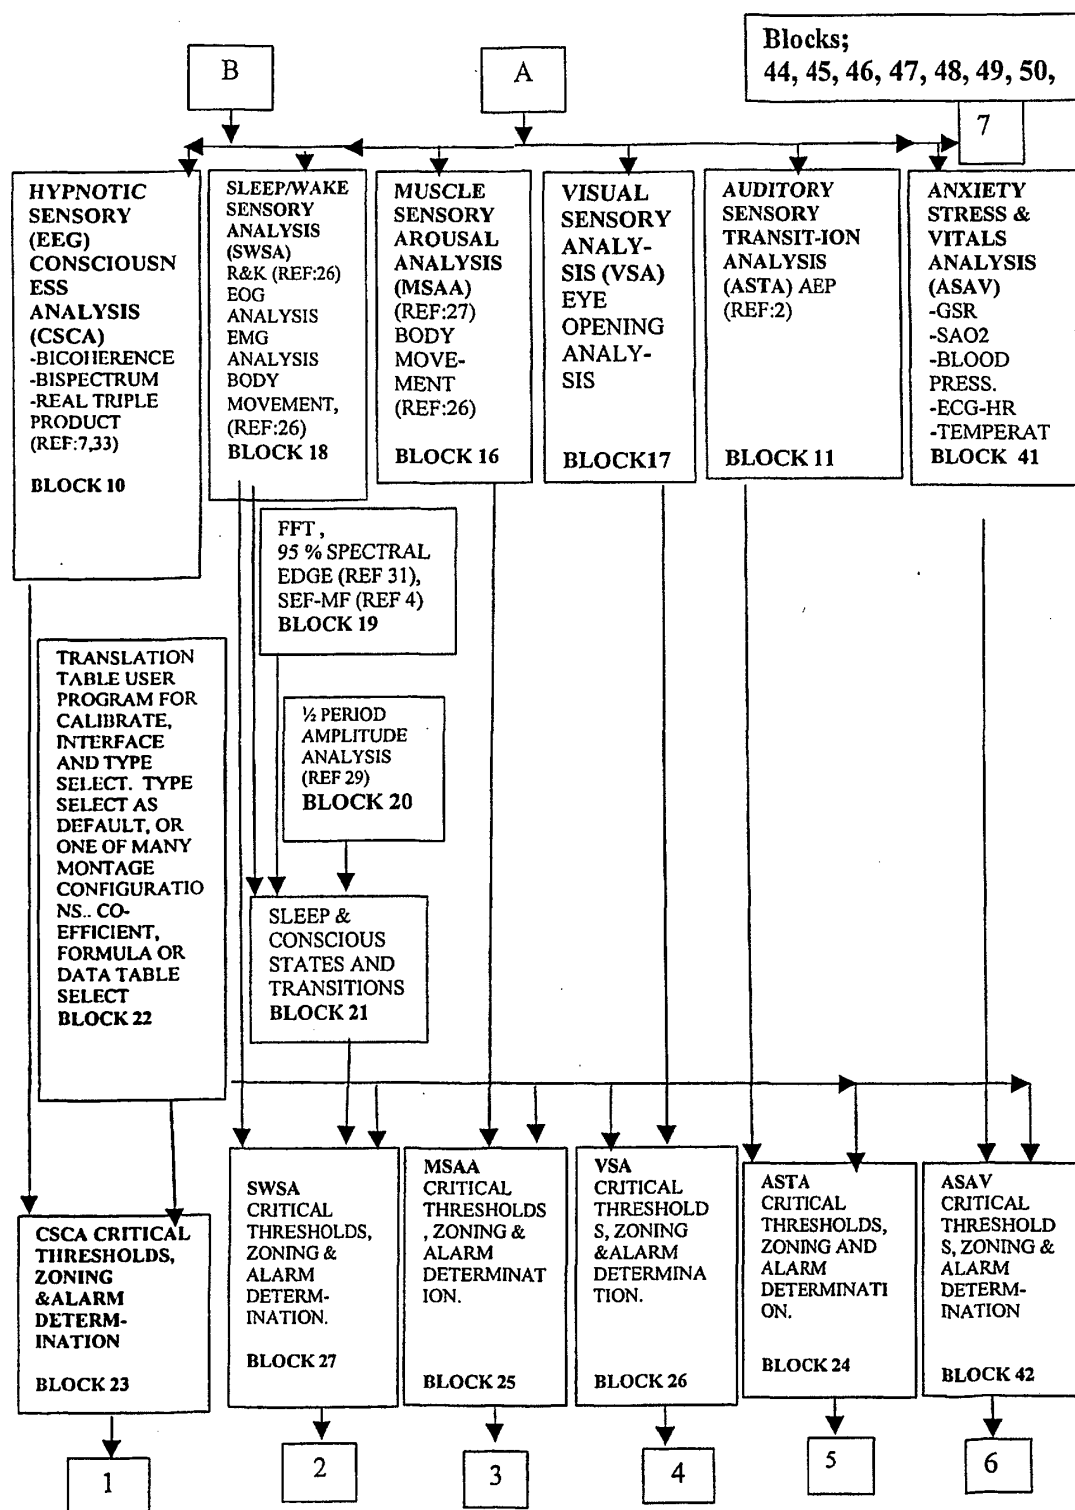 B
A
Blocks;
44, 45, 46, 47, 48, 49, 50,
7
HYPNOTIC
SENSORY
(EEG)
CONSCIOUSN
ESS
ANALYSIS
(CSCA)
-BICOHERENCE
-BISPECTRUM
-REAL TRIPLE
PRODUCT
(REF:7,33)
BLOCK 10
SLEEP/WAKE
SENSORY
ANALYSIS
(SWSA)
R&K (REF:26)
EOG
ANALYSIS
EMG
ANALYSIS
BODY
MOVEMENT,
(REF:26)
BLOCK 18
MUSCLE
SENSORY
AROUSAL
ANALYSIS
(MSAA)
(REF:27)
BODY
MOVE-
MENT
(REF:26)
BLOCK 16
VISUAL
SENSORY
ANALY-
SIS (VSA)
EYE
OPENING
ANALY-
SIS
BLOCK17
AUDITORY
SENSORY
TRANSIT-ION
ANALYSIS
(ASTA) AEP
(REF:2)
BLOCK 11
ANXIETY
STRESS &
VITALS
ANALYSIS
(ASAV)
-GSR
-SAO2
-BLOOD
PRESS.
-ECG-HR
-TEMPERAT
BLOCK 41
FFT ,
95 % SPECTRAL
EDGE (REF 31),
SEF-MF (REF 4)
BLOCK 19
TRANSLATION
TABLE USER
PROGRAM FOR
CALIBRATE,
INTERFACE
AND TYPE
SELECT. TYPE
SELECT AS
DEFAULT, OR
ONE OF MANY
MONTAGE
CONFIGURATIO
NS.. CO-
EFFICIENT,
FORMULA OR
DATA TABLE
SELECT
BLOCK 22
½ PERIOD
AMPLITUDE
ANALYSIS
(REF 29)
BLOCK 20
SLEEP &
CONSCIOUS
STATES AND
TRANSITIONS
BLOCK 21
CSCA CRITICAL
THRESHOLDS,
ZONING
&ALARM
DETERM-
INATION
BLOCK 23
SWSA
CRITICAL
THRESHOLDS,
ZONING &
ALARM
DETERM-
INATION.
BLOCK 27
MSAA
CRITICAL
THRESHOLDS
, ZONING &
ALARM
DETERMINAT
ION.
BLOCK 25
VSA
CRITICAL
THRESHOLD
S, ZONING
&ALARM
DETERMINA
TION.
BLOCK 26
ASTA
CRITICAL
THRESHOLDS,
ZONING AND
ALARM
DETERMINATI
ON.
BLOCK 24
ASAV
CRITICAL
THRESHOLD
S, ZONING &
ALARM
DETERM-
INATION
BLOCK 42
1
2
3
4
5
6